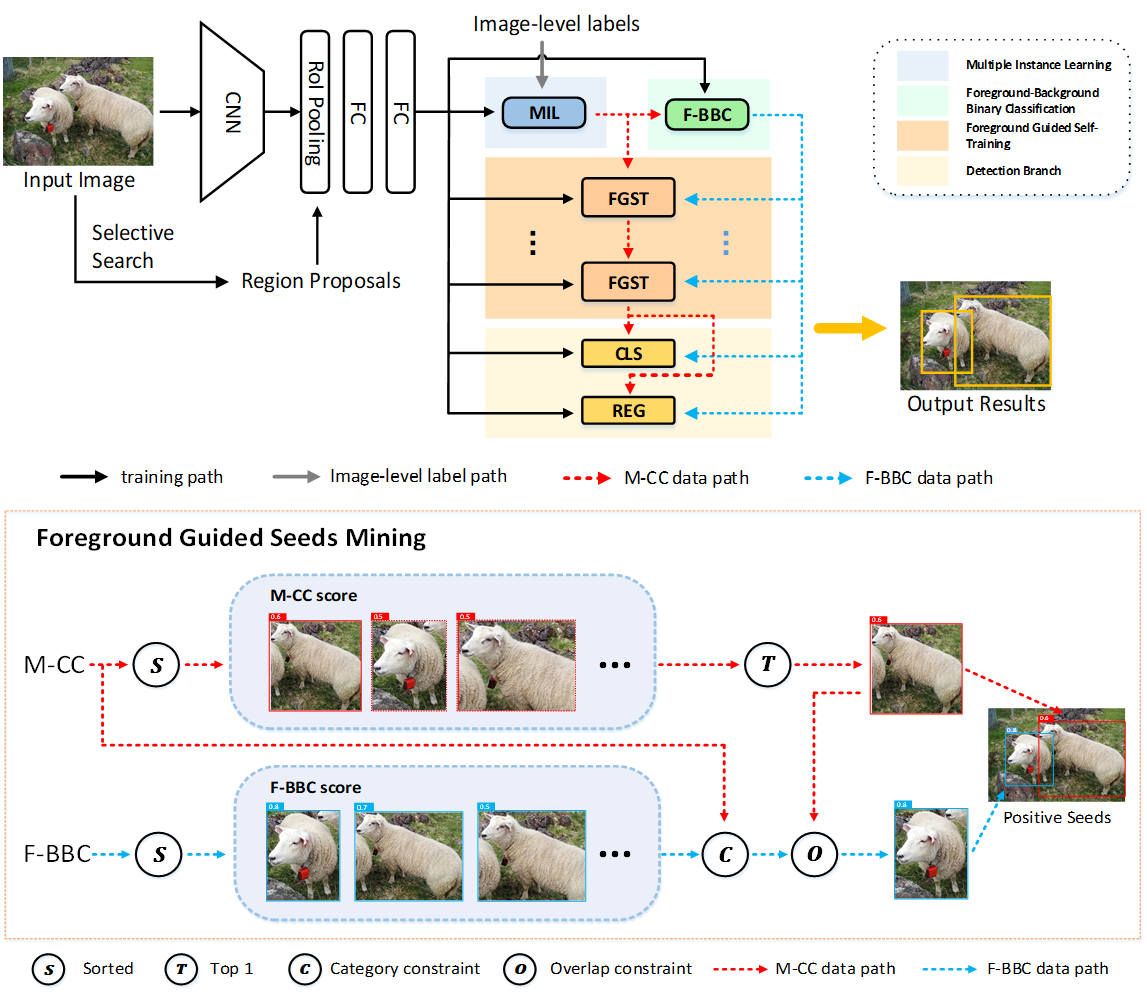 Image-level labels
Input Image
CNN
RoI Pooling
FC
FC
MIL
F-BBC
Multiple Instance Learning
Foreground-Background
Binary Classification
Foreground Guided Self-
Training
Detection Branch
Selective
Search
Region Proposals
FGST
FGST
CLS
REG
Output Results
training path
Image-level label path
M-CC data path
F-BBC data path
Foreground Guided Seeds Mining
M-CC score
0.6
0.5
0.5
M-CC
S
...
T
0.6
0.8
0.6
Positive Seeds
F-BBC score
0.8
0.7
0.5
F-BBC
S
...
C
O
0.8
S
Sorted
T
Top 1
C
Category constraint
O
Overlap constraint
M-CC data path
F-BBC data path